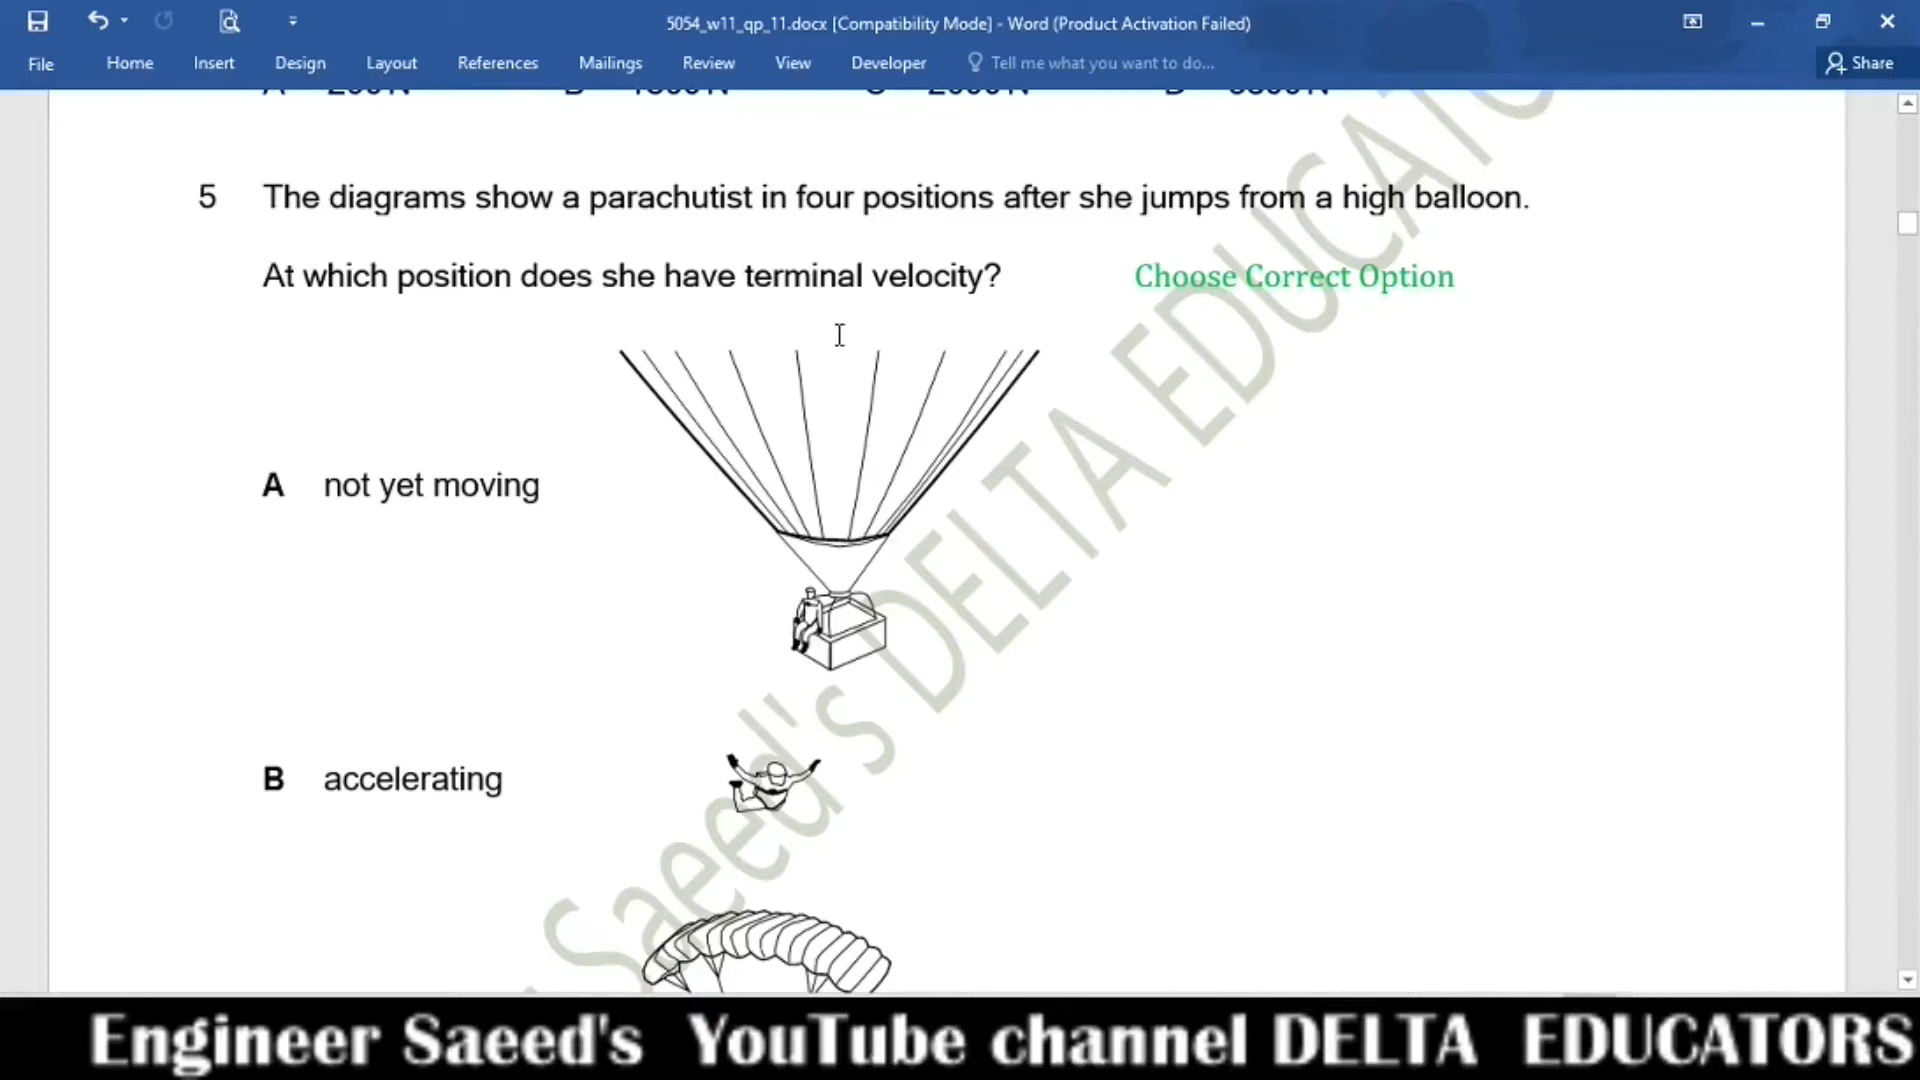 5054_w11_qp_11.docx [Compatibility Mode] - Word (Product Activation Failed)
File Home Insert Design Layout References Mailings Review View Developer Tell me what you want to do... Share
5 The diagrams show a parachutist in four positions after she jumps from a high balloon.
At which position does she have terminal velocity? Choose Correct Option
A not yet moving
B accelerating
Saeed's DELTA EDUCATO
Engineer Saeed's YouTube channel DELTA EDUCATORS